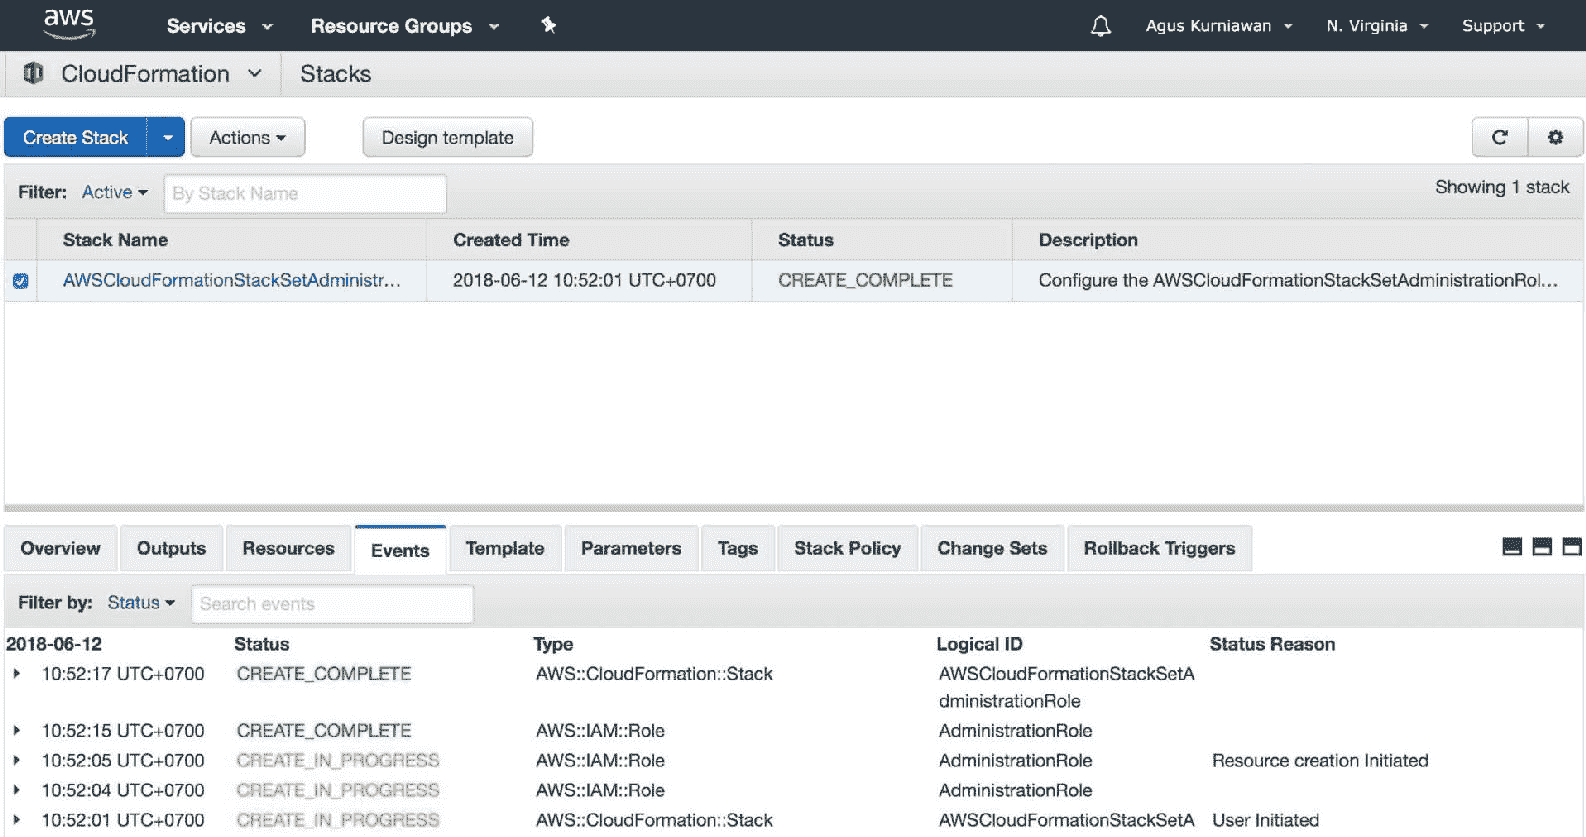 aws Services Resource Groups Agus Kurniawan N. Virginia Support
CloudFormation Stacks
Create Stack Actions Design template
Filter: Active By Stack Name Showing 1 stack
Stack Name Created Time Status Description
AWSCloudFormationStackSetAdministr... 2018-06-12 10:52:01 UTC+0700 CREATE_COMPLETE Configure the AWSCloudFormationStackSetAdministrationRol...
Overview Outputs Resources Events Template Parameters Tags Stack Policy Change Sets Rollback Triggers
Filter by: Status Search events
2018-06-12 Status Type Logical ID Status Reason
10:52:17 UTC+0700 CREATE_COMPLETE AWS::CloudFormation::Stack AWSCloudFormationStackSetA
dministrationRole
10:52:15 UTC+0700 CREATE_COMPLETE AWS::IAM::Role AdministrationRole
10:52:05 UTC+0700 CREATE_IN_PROGRESS AWS::IAM::Role AdministrationRole Resource creation Initiated
10:52:04 UTC+0700 CREATE_IN_PROGRESS AWS::IAM::Role AdministrationRole
10:52:01 UTC+0700 CREATE_IN_PROGRESS AWS::CloudFormation::Stack AWSCloudFormationStackSetA User Initiated